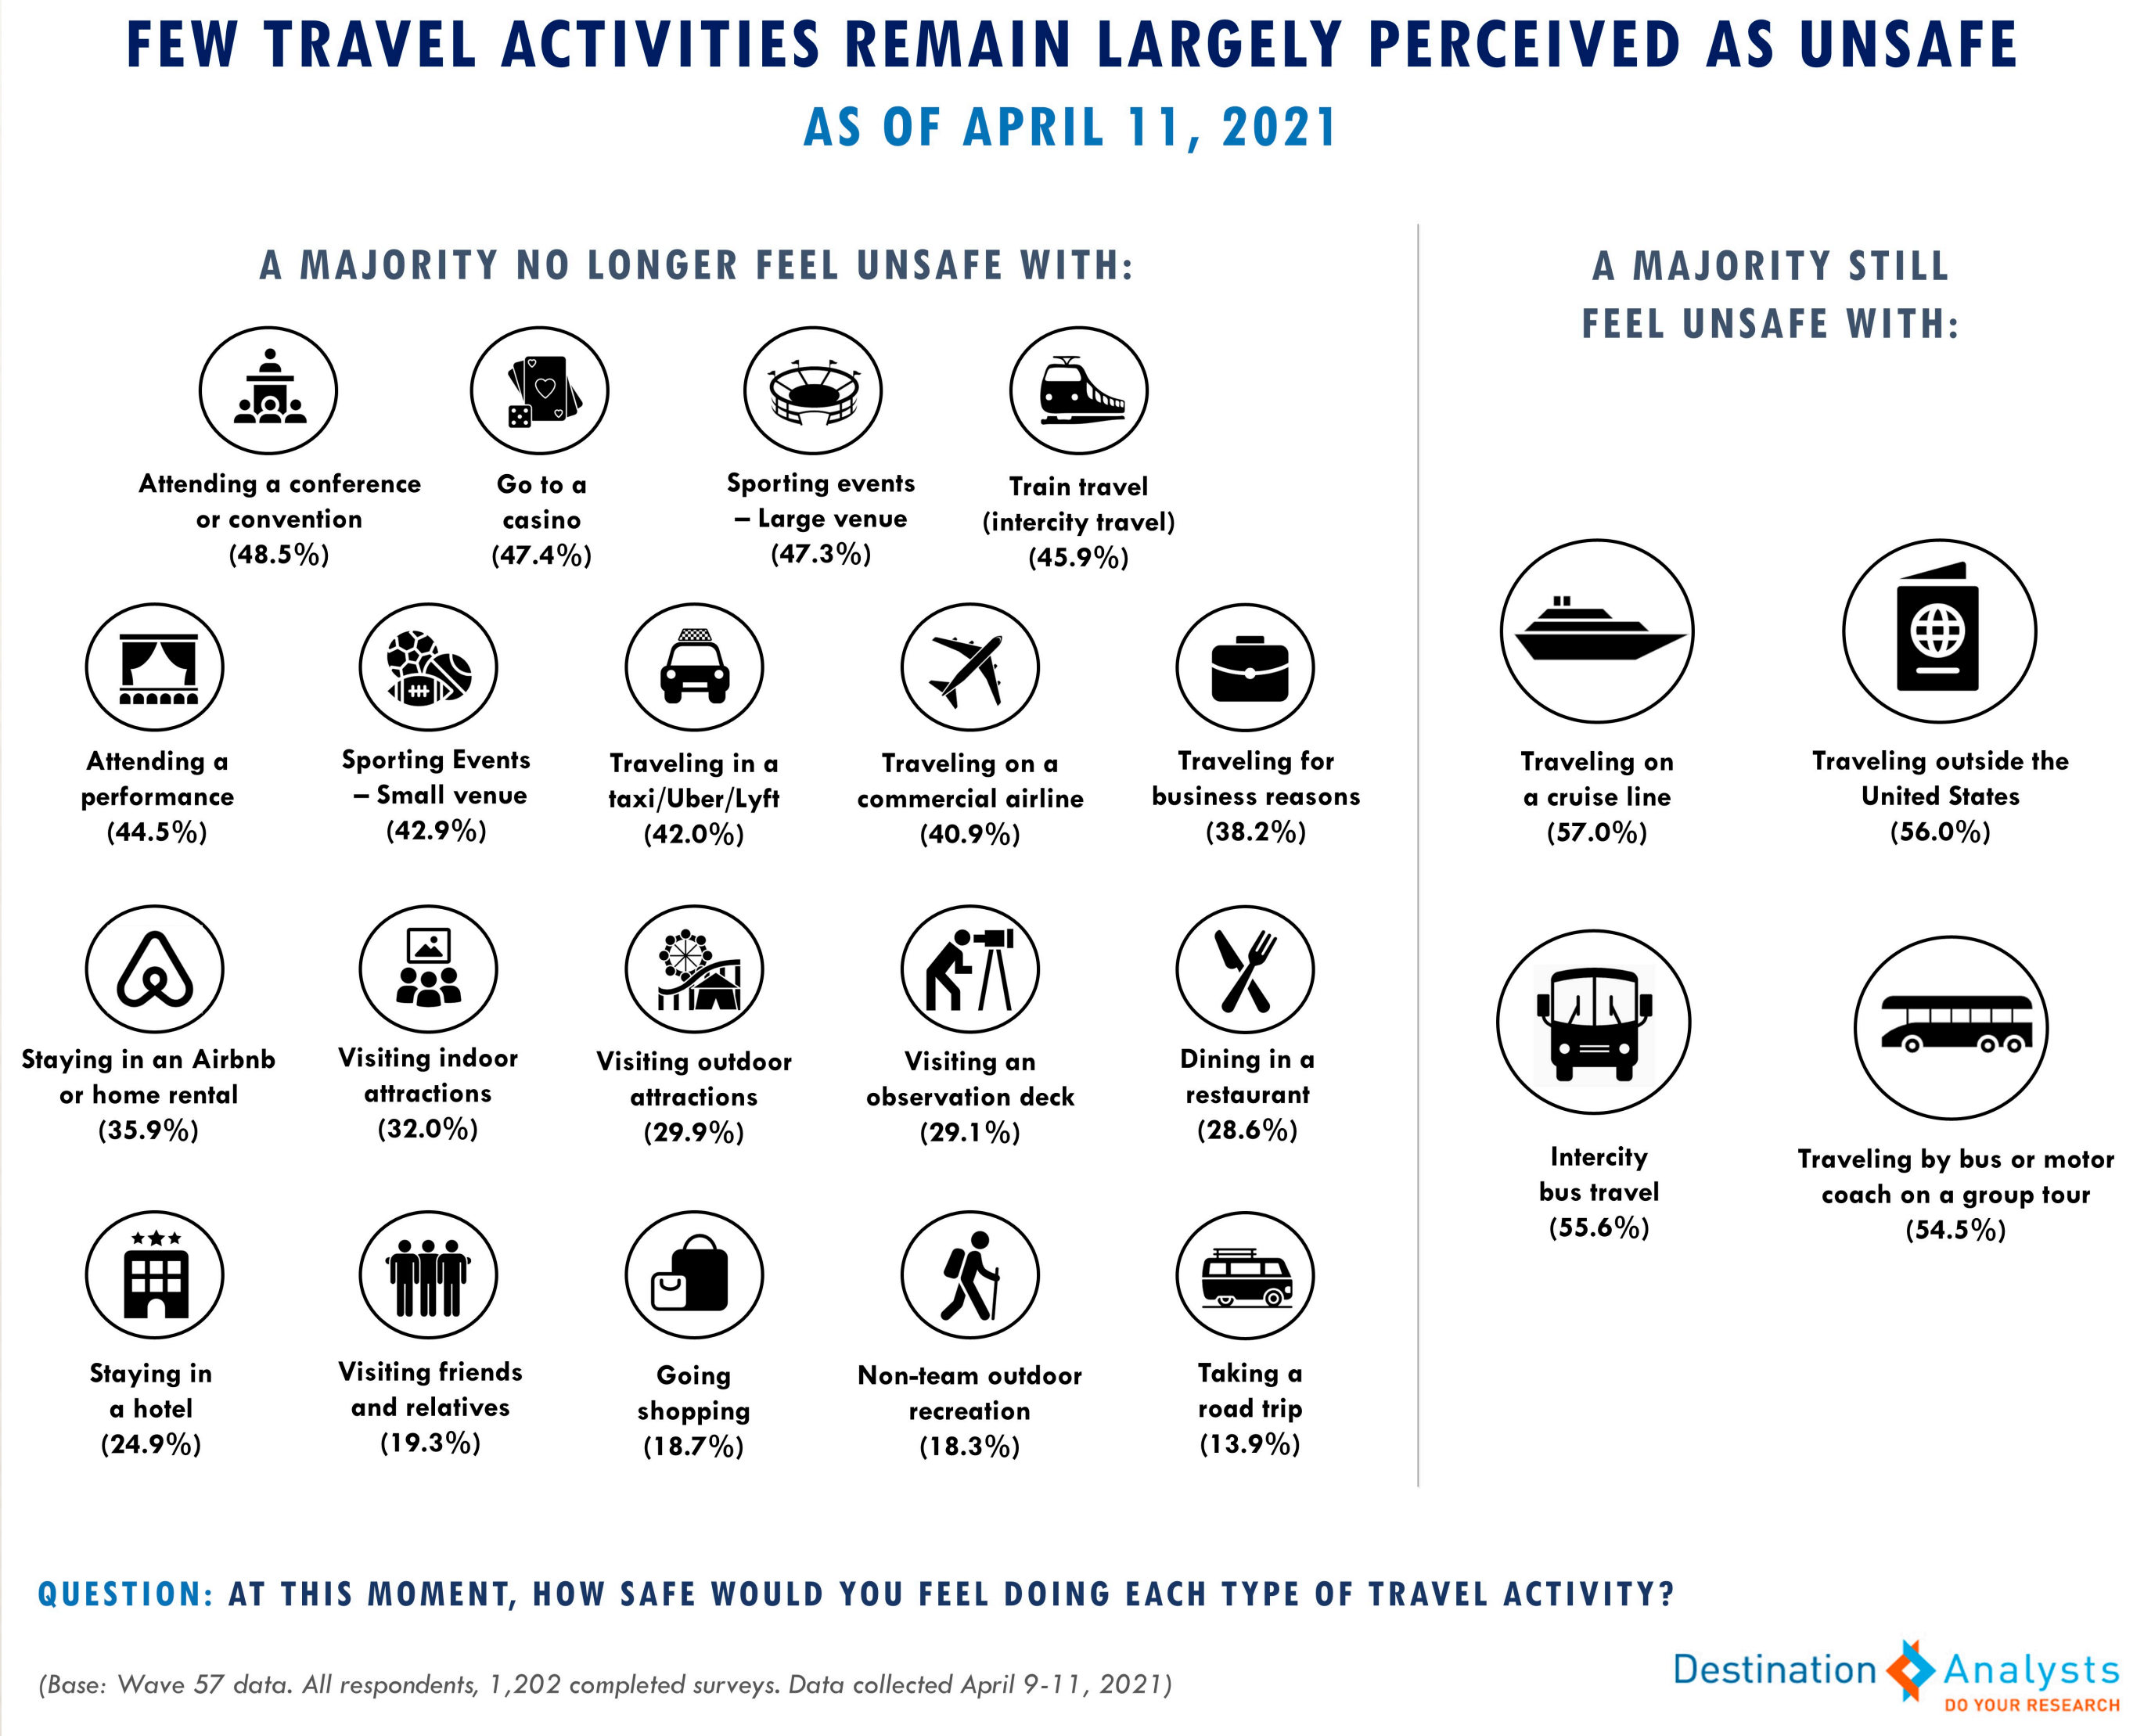 FEW TRAVEL ACTIVITIES REMAIN LARGELY PERCEIVED AS UNSAFE
AS OF APRIL 11, 2021
A MAJORITY NO LONGER FEEL UNSAFE WITH:
Attending a conference
or convention
(48.5%)
Go to a
casino
(47.4%)
Sporting events
– Large venue
(47.3%)
Train travel
(intercity travel)
(45.9%)
Attending a
performance
(44.5%)
Sporting Events
– Small venue
(42.9%)
Traveling in a
taxi/Uber/Lyft
(42.0%)
Traveling on a
commercial airline
(40.9%)
Traveling for
business reasons
(38.2%)
Staying in an Airbnb
or home rental
(35.9%)
Visiting indoor
attractions
(32.0%)
Visiting outdoor
attractions
(29.9%)
Visiting an
observation deck
(29.1%)
Dining in a
restaurant
(28.6%)
Staying in
a hotel
(24.9%)
Visiting friends
and relatives
(19.3%)
Going
shopping
(18.7%)
Non-team outdoor
recreation
(18.3%)
Taking a
road trip
(13.9%)
A MAJORITY STILL
FEEL UNSAFE WITH:
Traveling on
a cruise line
(57.0%)
Traveling outside the
United States
(56.0%)
Intercity
bus travel
(55.6%)
Traveling by bus or motor
coach on a group tour
(54.5%)
QUESTION: AT THIS MOMENT, HOW SAFE WOULD YOU FEEL DOING EACH TYPE OF TRAVEL ACTIVITY?
(Base: Wave 57 data. All respondents, 1,202 completed surveys. Data collected April 9-11, 2021)
Destination Analysts
DO YOUR RESEARCH